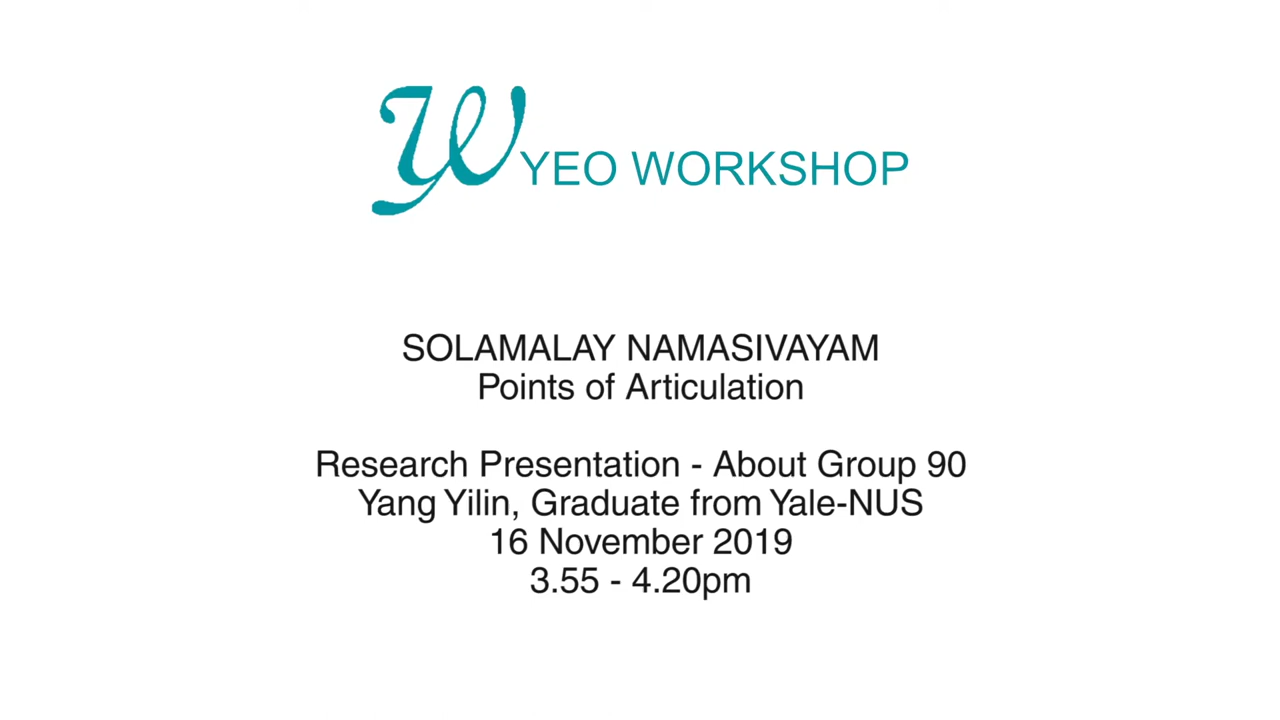 YEO WORKSHOP
SOLAMALAY NAMASIVAYAM
Points of Articulation
Research Presentation - About Group 90
Yang Yilin, Graduate from Yale-NUS
16 November 2019
3.55 - 4.20pm